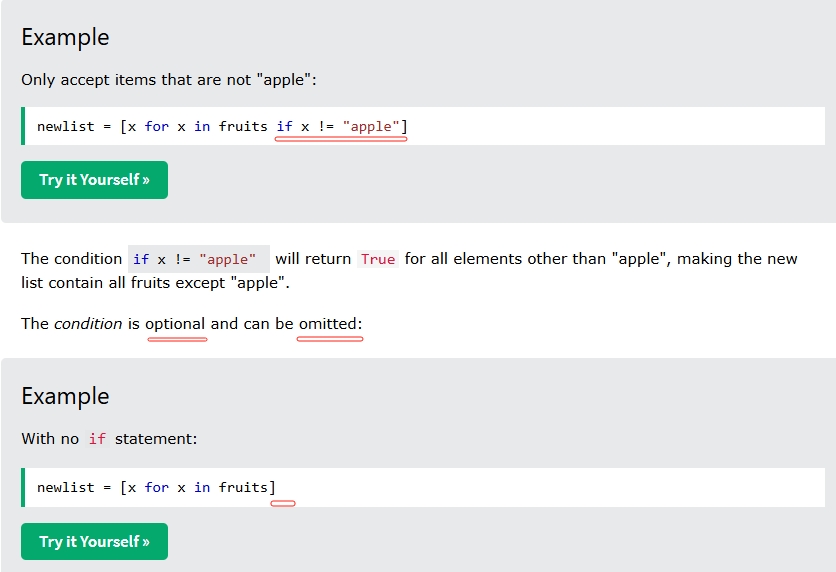 Example
Only accept items that are not "apple":
newlist = [x for x in fruits if x != "apple"]
Try it Yourself »
The condition if x != "apple" will return True for all elements other than "apple", making the new
list contain all fruits except "apple".
The condition is optional and can be omitted:
Example
With no if statement:
newlist = [x for x in fruits]
Try it Yourself »